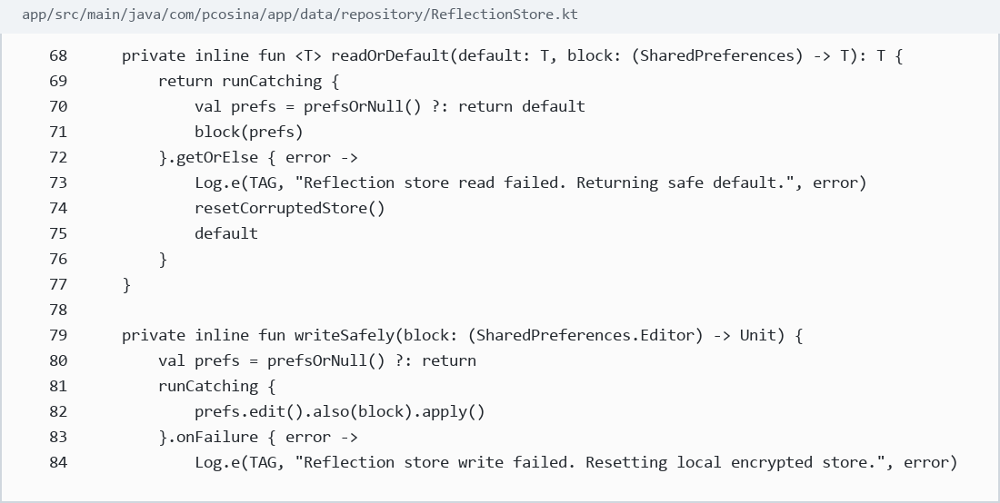 app/src/main/java/com/pcosina/app/data/repository/ReflectionStore.kt
68    private inline fun <T> readOrDefault(default: T, block: (SharedPreferences) -> T): T {
69        return runCatching {
70            val prefs = prefsOrNull() ?: return default
71            block(prefs)
72        }.getOrElse { error ->
73            Log.e(TAG, "Reflection store read failed. Returning safe default.", error)
74            resetCorruptedStore()
75            default
76        }
77    }
78
79    private inline fun writeSafely(block: (SharedPreferences.Editor) -> Unit) {
80        val prefs = prefsOrNull() ?: return
81        runCatching {
82            prefs.edit().also(block).apply()
83        }.onFailure { error ->
84            Log.e(TAG, "Reflection store write failed. Resetting local encrypted store.", error)